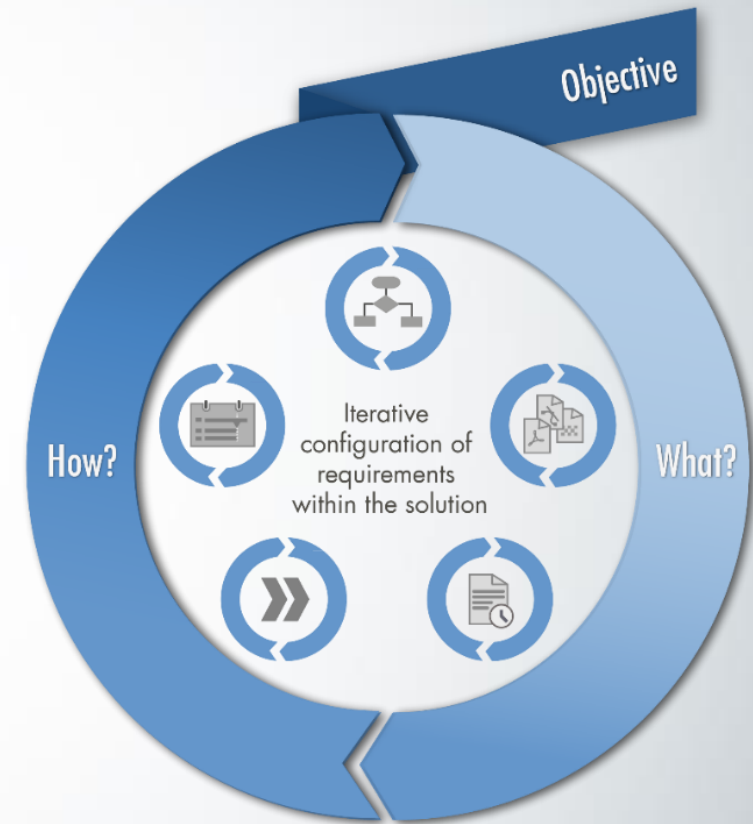 Objective
How?
Iterative
configuration of
requirements
within the solution
What?